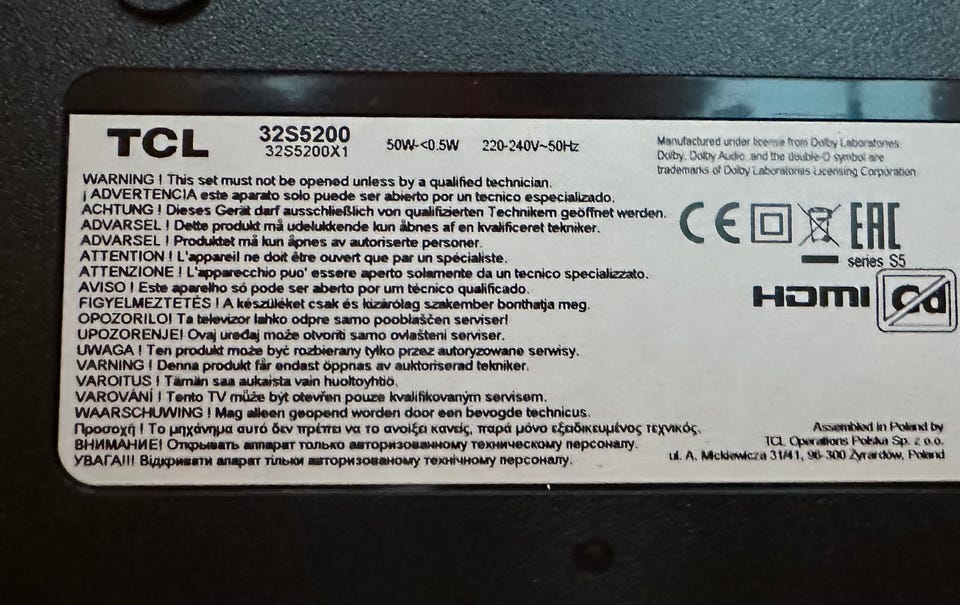 TCL
32S5200
32S5200X1
50W-<0.5W 220-240V~50Hz
Manufactured under license from Dolby Laboratories.
Dolby, Dolby Audio, and the double-D symbol are
trademarks of Dolby Laboratories Licensing Corporation
WARNING ! This set must not be opened unless by a qualified technician.
¡ ADVERTENCIA este aparato solo puede ser abierto por un tecnico especializado.
ACHTUNG ! Dieses Gerät darf ausschließlich von qualifizierten Technikern geöffnet werden.
ADVARSEL ! Dette produkt må udelukkende kun åbnes af en kvalificeret tekniker.
ADVARSEL ! Produktet må kun åpnes av autoriserte personer.
ATTENTION ! L'appareil ne doit être ouvert que par un spécialiste.
ATTENZIONE ! L'apparecchio puo' essere aperto solamente da un tecnico specializzato.
AVISO ! Este aparelho só pode ser aberto por um técnico qualificado.
FIGYELMEZTETÉS ! A készüléket csak és kizárólag szakember bonthatja meg.
OPOZORILO! Ta televizor lahko odpre samo pooblaščen serviser!
UPOZORENJE! Ovaj uređaj može otvoriti samo ovlašteni serviser.
UWAGA ! Ten produkt może być rozbierany tylko przez autoryzowane serwisy.
VARNING ! Denna produkt får endast öppnas av auktoriserad tekniker.
VAROITUS ! Tämän saa aukaista vain huoltoyhtiö.
VAROVÁNÍ ! Tento TV může být otevřen pouze kvalifikovaným servisem.
WAARSCHUWING ! Mag alleen geopend worden door een bevogde technicus.
Προσοχή ! Το μηχάνημα αυτό δεν πρέπει να το ανοίξει κανείς, παρά μόνο εξειδικευμένος τεχνικός.
ВНИМАНИЕ! Открывать аппарат только авторизованному техническому персоналу.
УВАГА!!! Відкривати апарат тільки авторизованому технічному персоналу.
CE EAC
series S5
HDMI Cd
Assembled in Poland by
TCL Operations Polska Sp. z o.o.
ul. A. Mickiewicza 31/41, 96-300 Żyrardów, Poland